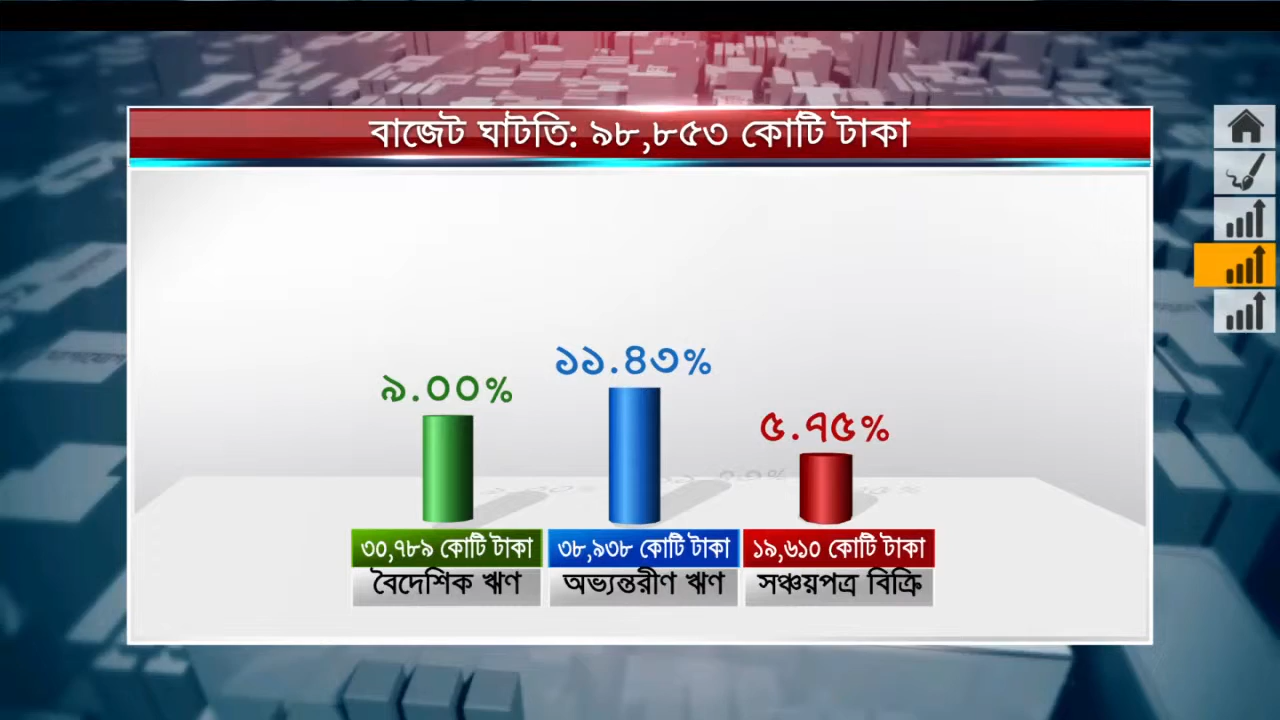 বাজেট ঘাটতি: ৯৮,৮৫৩ কোটি টাকা
৯.০০%
১১.৪৩%
৫.৭৫%
৩০,৭৮৯ কোটি টাকা
৩৮,৯৩৮ কোটি টাকা
১৯,৬১০ কোটি টাকা
বৈদেশিক ঋণ
অভ্যন্তরীণ ঋণ
সঞ্চয়পত্র বিক্রি